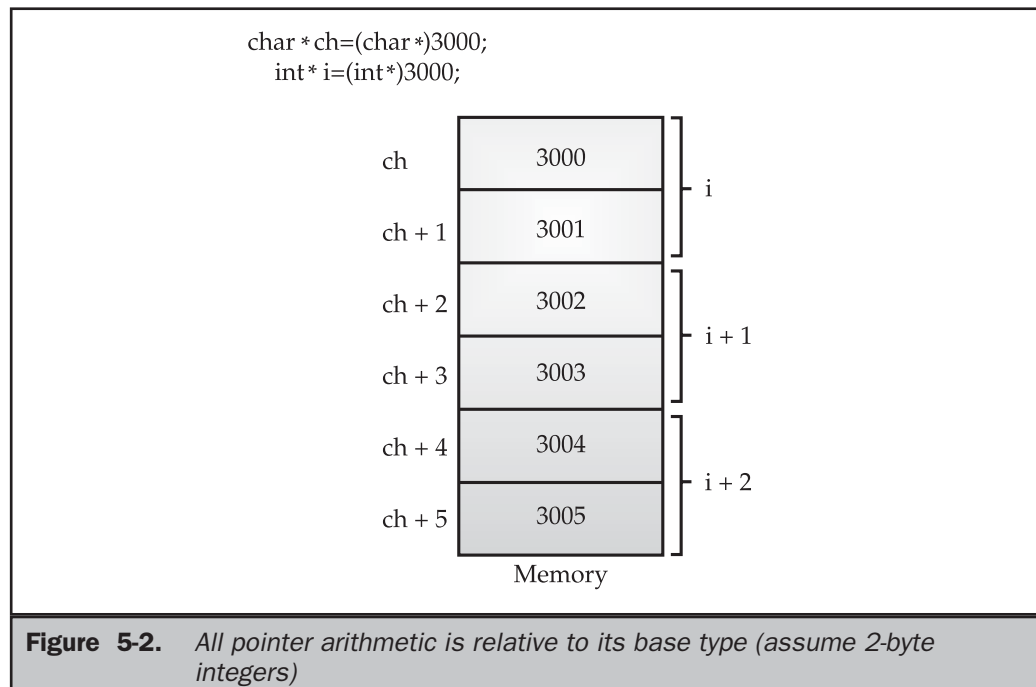 char * ch=(char *)3000;
int* i=(int*)3000;
ch 3000
i
ch + 1 3001
ch + 2 3002
i + 1
ch + 3 3003
ch + 4 3004
i + 2
ch + 5 3005
Memory
Figure 5-2. All pointer arithmetic is relative to its base type (assume 2-byte
integers)